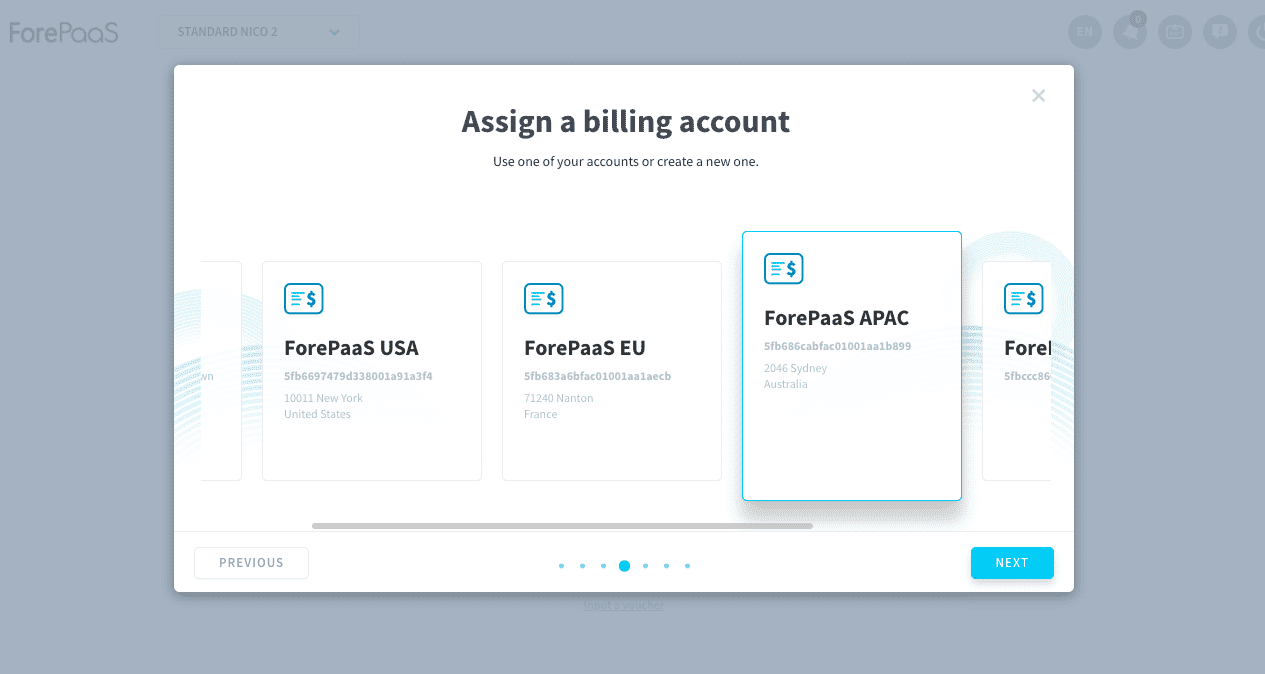 ForePaaS
STANDARD NICO 2
EN
0
Assign a billing account
Use one of your accounts or create a new one.
wn
ForePaaS USA
5fb6697479d338001a91a3f4
10011 New York
United States
ForePaaS EU
5fb683a6bfac01001aa1aecb
71240 Nanton
France
ForePaaS APAC
5fb686cabfac01001aa1b899
2046 Sydney
Australia
Fore
5fbccc86
PREVIOUS
NEXT
Input a voucher